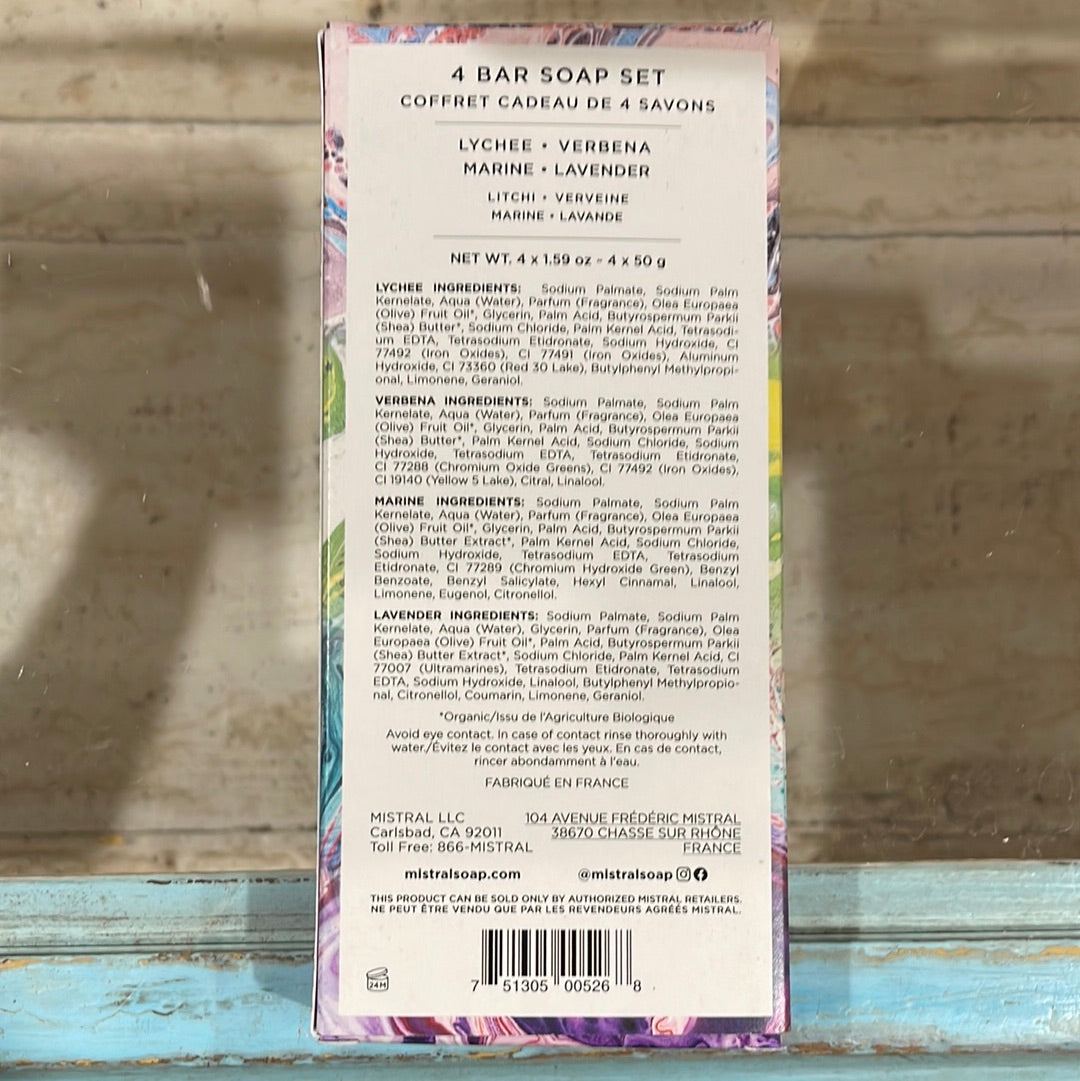 4 BAR SOAP SET
COFFRET CADEAU DE 4 SAVONS
LYCHEE • VERBENA
MARINE • LAVENDER
LITCHI • VERVEINE
MARINE • LAVANDE
NET WT. 4 x 1.59 oz - 4 x 50 g
LYCHEE INGREDIENTS: Sodium Palmate, Sodium Palm
Kernelate, Aqua (Water), Parfum (Fragrance), Olea Europaea
(Olive) Fruit Oil*, Glycerin, Palm Acid, Butyrospermum Parkii
(Shea) Butter*, Sodium Chloride, Palm Kernel Acid, Tetrasodi-
um EDTA, Tetrasodium Etidronate, Sodium Hydroxide, CI
77492 (Iron Oxides), CI 77491 (Iron Oxides), Aluminum
Hydroxide, CI 73360 (Red 30 Lake), Butylphenyl Methylpropi-
onal, Limonene, Geraniol.
VERBENA INGREDIENTS: Sodium Palmate, Sodium Palm
Kernelate, Aqua (Water), Parfum (Fragrance), Olea Europaea
(Olive) Fruit Oil*, Glycerin, Palm Acid, Butyrospermum Parkii
(Shea) Butter*, Palm Kernel Acid, Sodium Chloride, Sodium
Hydroxide, Tetrasodium EDTA, Tetrasodium Etidronate,
CI 77288 (Chromium Oxide Greens), CI 77492 (Iron Oxides),
CI 19140 (Yellow 5 Lake), Citral, Linalool.
MARINE INGREDIENTS: Sodium Palmate, Sodium Palm
Kernelate, Aqua (Water), Parfum (Fragrance), Olea Europaea
(Olive) Fruit Oil*, Glycerin, Palm Acid, Butyrospermum Parkii
(Shea) Butter Extract*, Palm Kernel Acid, Sodium Chloride,
Sodium Hydroxide, Tetrasodium EDTA, Tetrasodium
Etidronate, CI 77289 (Chromium Hydroxide Green), Benzyl
Benzoate, Benzyl Salicylate, Hexyl Cinnamal, Linalool,
Limonene, Eugenol, Citronellol.
LAVENDER INGREDIENTS: Sodium Palmate, Sodium Palm
Kernelate, Aqua (Water), Glycerin, Parfum (Fragrance), Olea
Europaea (Olive) Fruit Oil*, Palm Acid, Butyrospermum Parkii
(Shea) Butter Extract*, Sodium Chloride, Palm Kernel Acid, CI
77007 (Ultramarines), Tetrasodium Etidronate, Tetrasodium
EDTA, Sodium Hydroxide, Linalool, Butylphenyl Methylpropio-
nal, Citronellol, Coumarin, Limonene, Geraniol.
*Organic/Issu de l'Agriculture Biologique
Avoid eye contact. In case of contact rinse thoroughly with
water./Évitez le contact avec les yeux. En cas de contact,
rincer abondamment à l'eau.
FABRIQUÉ EN FRANCE
MISTRAL LLC
Carlsbad, CA 92011
Toll Free: 866-MISTRAL
104 AVENUE FRÉDÉRIC MISTRAL
38670 CHASSE SUR RHÔNE
FRANCE
mistralsoap.com
@mistralsoap
THIS PRODUCT CAN BE SOLD ONLY BY AUTHORIZED MISTRAL RETAILERS.
NE PEUT ÊTRE VENDU QUE PAR LES REVENDEURS AGRÉÉS MISTRAL.
24M
7 51305 00526 8